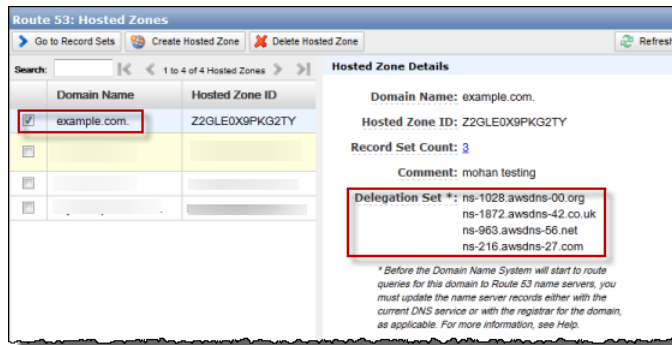 Route 53: Hosted Zones
Go to Record Sets Create Hosted Zone Delete Hosted Zone Refresh
Search: 1 to 4 of 4 Hosted Zones
Domain Name Hosted Zone ID
example.com. Z2GLE0X9PKG2TY
Hosted Zone Details
Domain Name: example.com.
Hosted Zone ID: Z2GLE0X9PKG2TY
Record Set Count: 3
Comment: mohan testing
Delegation Set *: ns-1028.awsdns-00.org
ns-1872.awsdns-42.co.uk
ns-963.awsdns-56.net
ns-216.awsdns-27.com
* Before the Domain Name System will start to route
queries for this domain to Route 53 name servers, you
must update the name server records either with the
current DNS service or with the registrar for the domain,
as applicable. For more information, see Help.